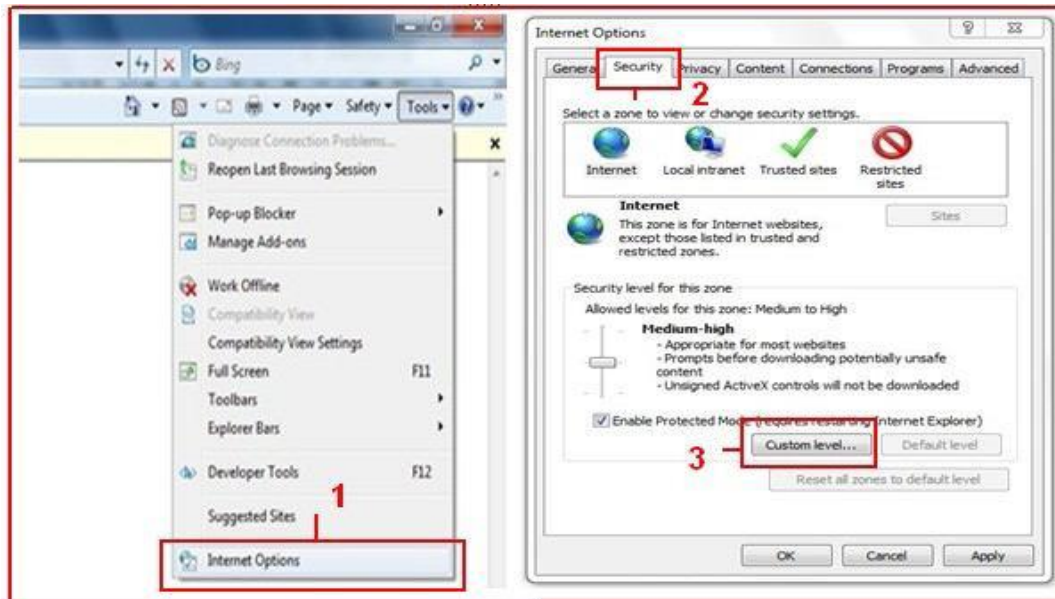 Bing
Page Safety Tools
Diagnose Connection Problems...
Reopen Last Browsing Session
Pop-up Blocker
Manage Add-ons
Work Offline
Compatibility View
Compatibility View Settings
Full Screen F11
Toolbars
Explorer Bars
Developer Tools F12
Suggested Sites
1
Internet Options
Internet Options
General Security Privacy Content Connections Programs Advanced
2
Select a zone to view or change security settings.
Internet Local intranet Trusted sites Restricted
sites
Internet
Sites
This zone is for Internet websites,
except those listed in trusted and
restricted zones.
Security level for this zone
Allowed levels for this zone: Medium to High
Medium-high
- Appropriate for most websites
- Prompts before downloading potentially unsafe
content
- Unsigned ActiveX controls will not be downloaded
Enable Protected Mode (requires restarting Internet Explorer)
3 Custom level... Default level
Reset all zones to default level
OK Cancel Apply